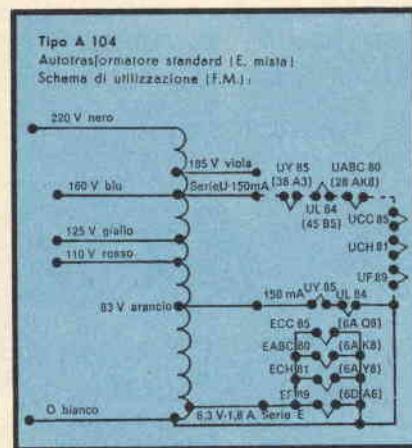 Tipo A 104
Autotrasformatore standard (E. mista)
Schema di utilizzazione (F.M.):
220 V nero
185 V viola
160 V blu
Serie U-150mA
UY 85
(38 A3)
UL 84
(45 B5)
UABC 80
(28 AK8)
UCC 85
UCH 81
UF 89
125 V giallo
110 V rosso
83 V arancio
150 mA
UY 85
UL 84
ECC 85
(6A Q8)
EABC 80
(6A K8)
ECH 81
(6A Y8)
EF 89
(6D A6)
O bianco
6,3 V-1,8 A Serie E